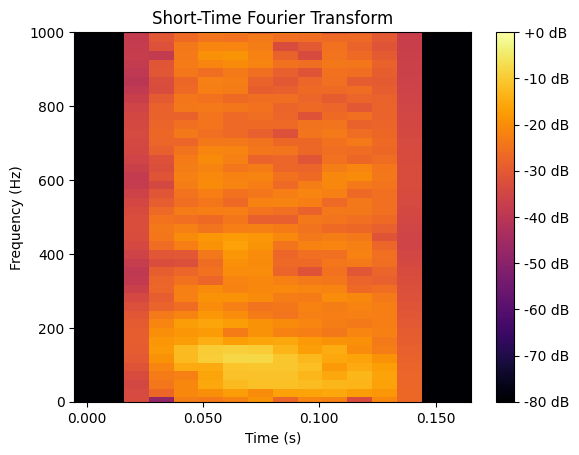 Short-Time Fourier Transform
Frequency (Hz)
1000
800
600
400
200
0
0.000 0.050 0.100 0.150
Time (s)
+0 dB
-10 dB
-20 dB
-30 dB
-40 dB
-50 dB
-60 dB
-70 dB
-80 dB